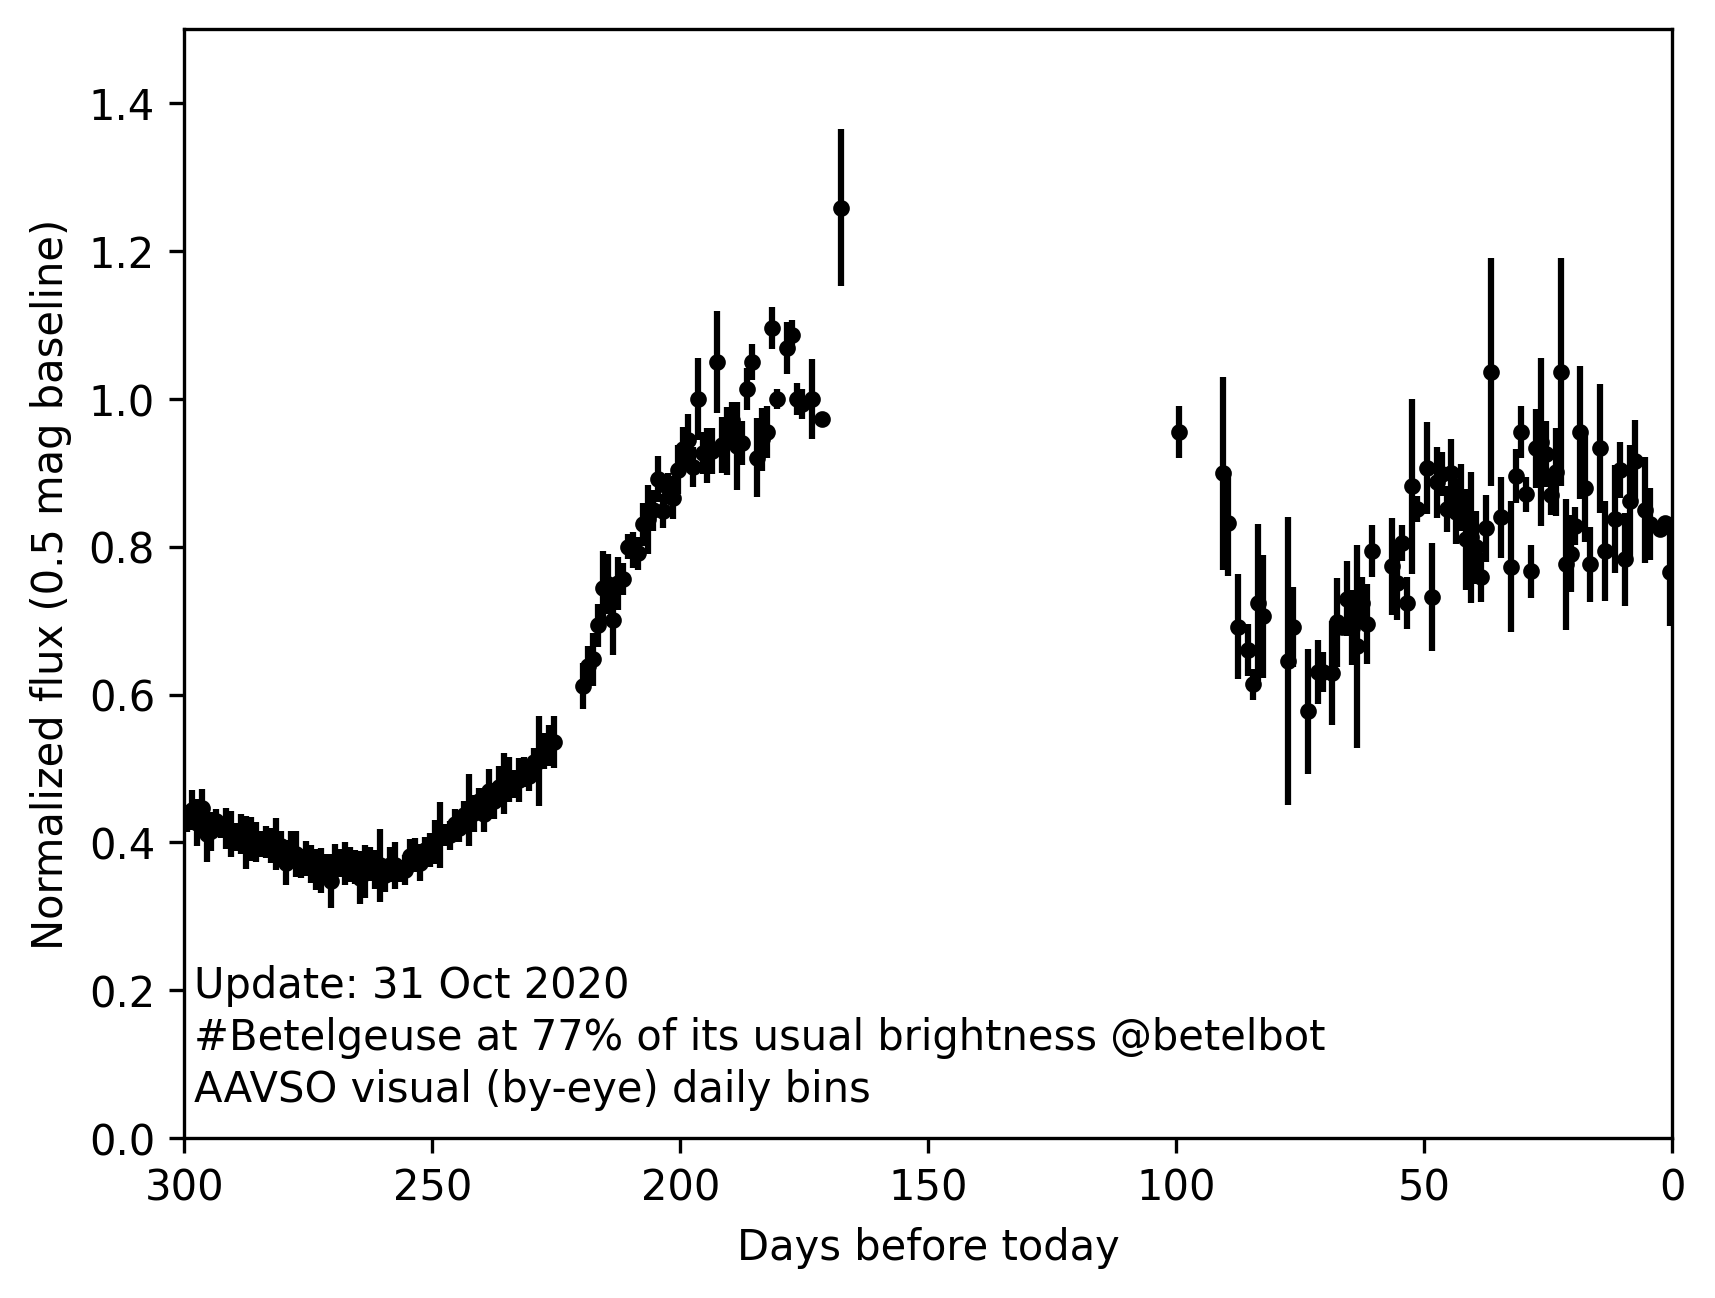 1.4
1.2
1.0
0.8
0.6
0.4
0.2
0.0
Normalized flux (0.5 mag baseline)
Update: 31 Oct 2020
#Betelgeuse at 77% of its usual brightness @betelbot
AAVSO visual (by-eye) daily bins
300 250 200 150 100 50 0
Days before today